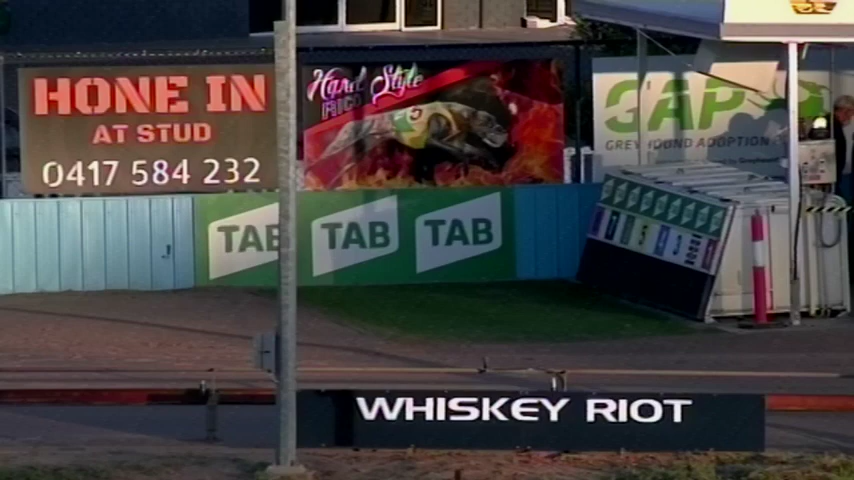 HONE IN
AT STUD
0417 584 232
Hard Style
RICO
GAP
GREYHOUND ADOPTION
TAB
TAB
TAB
WHISKEY RIOT